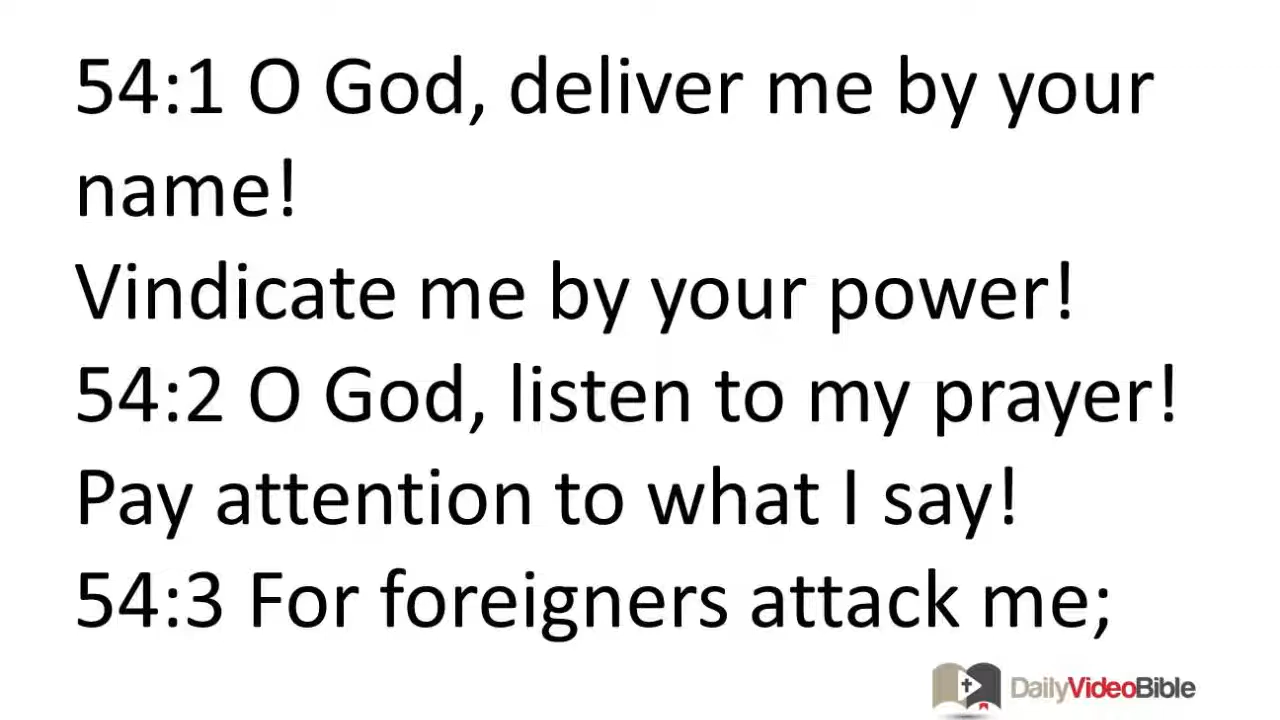 54:1 O God, deliver me by your
name!
Vindicate me by your power!
54:2 O God, listen to my prayer!
Pay attention to what I say!
54:3 For foreigners attack me;
DailyVideoBible